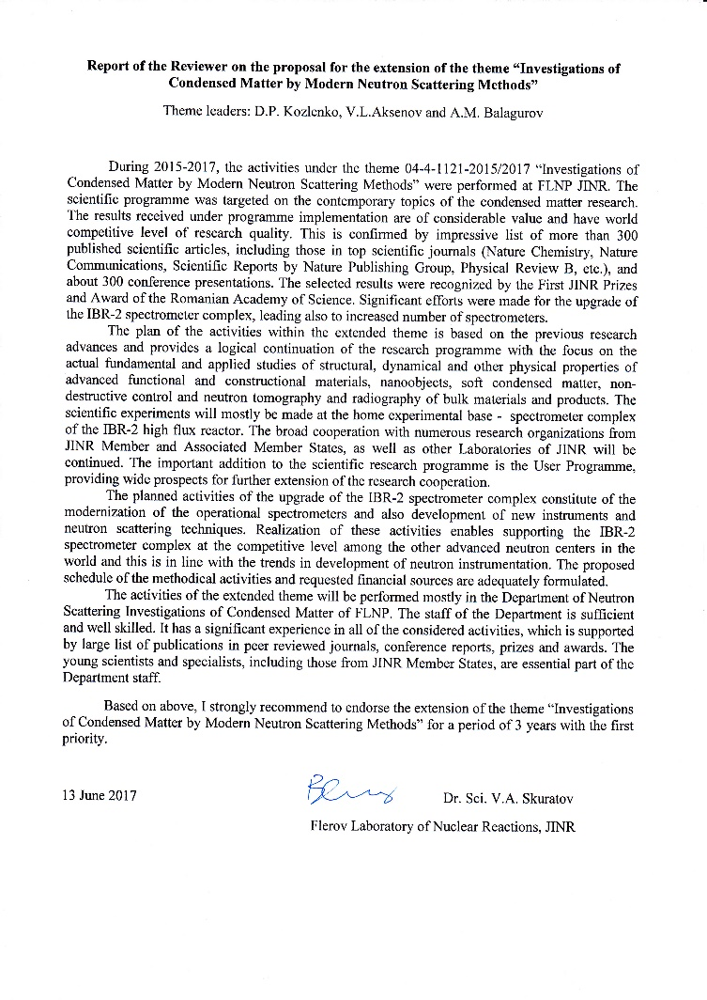 Report of the Reviewer on the proposal for the extension of the theme “Investigations of
Condensed Matter by Modern Neutron Scattering Methods”
Theme leaders: D.P. Kozlenko, V.L.Aksenov and A.M. Balagurov
During 2015-2017, the activities under the theme 04-4-1121-2015/2017 “Investigations of
Condensed Matter by Modern Neutron Scattering Methods” were performed at FLNP JINR. The
scientific programme was targeted on the contemporary topics of the condensed matter research.
The results received under programme implementation are of considerable value and have world
competitive level of research quality. This is confirmed by impressive list of more than 300
published scientific articles, including those in top scientific journals (Nature Chemistry, Nature
Communications, Scientific Reports by Nature Publishing Group, Physical Review B, etc.), and
about 300 conference presentations. The selected results were recognized by the First JINR Prizes
and Award of the Romanian Academy of Science. Significant efforts were made for the upgrade of
the IBR-2 spectrometer complex, leading also to increased number of spectrometers.
The plan of the activities within the extended theme is based on the previous research
advances and provides a logical continuation of the research programme with the focus on the
actual fundamental and applied studies of structural, dynamical and other physical properties of
advanced functional and constructional materials, nanoobjects, soft condensed matter, non-
destructive control and neutron tomography and radiography of bulk materials and products. The
scientific experiments will mostly be made at the home experimental base - spectrometer complex
of the IBR-2 high flux reactor. The broad cooperation with numerous research organizations from
JINR Member and Associated Member States, as well as other Laboratories of JINR will be
continued. The important addition to the scientific research programme is the User Programme,
providing wide prospects for further extension of the research cooperation.
The planned activities of the upgrade of the IBR-2 spectrometer complex constitute of the
modernization of the operational spectrometers and also development of new instruments and
neutron scattering techniques. Realization of these activities enables supporting the IBR-2
spectrometer complex at the competitive level among the other advanced neutron centers in the
world and this is in line with the trends in development of neutron instrumentation. The proposed
schedule of the methodical activities and requested financial sources are adequately formulated.
The activities of the extended theme will be performed mostly in the Department of Neutron
Scattering Investigations of Condensed Matter of FLNP. The staff of the Department is sufficient
and well skilled. It has a significant experience in all of the considered activities, which is supported
by large list of publications in peer reviewed journals, conference reports, prizes and awards. The
young scientists and specialists, including those from JINR Member States, are essential part of the
Department staff.
Based on above, I strongly recommend to endorse the extension of the theme “Investigations
of Condensed Matter by Modern Neutron Scattering Methods” for a period of 3 years with the first
priority.
13 June 2017
Dr. Sci. V.A. Skuratov
Flerov Laboratory of Nuclear Reactions, JINR